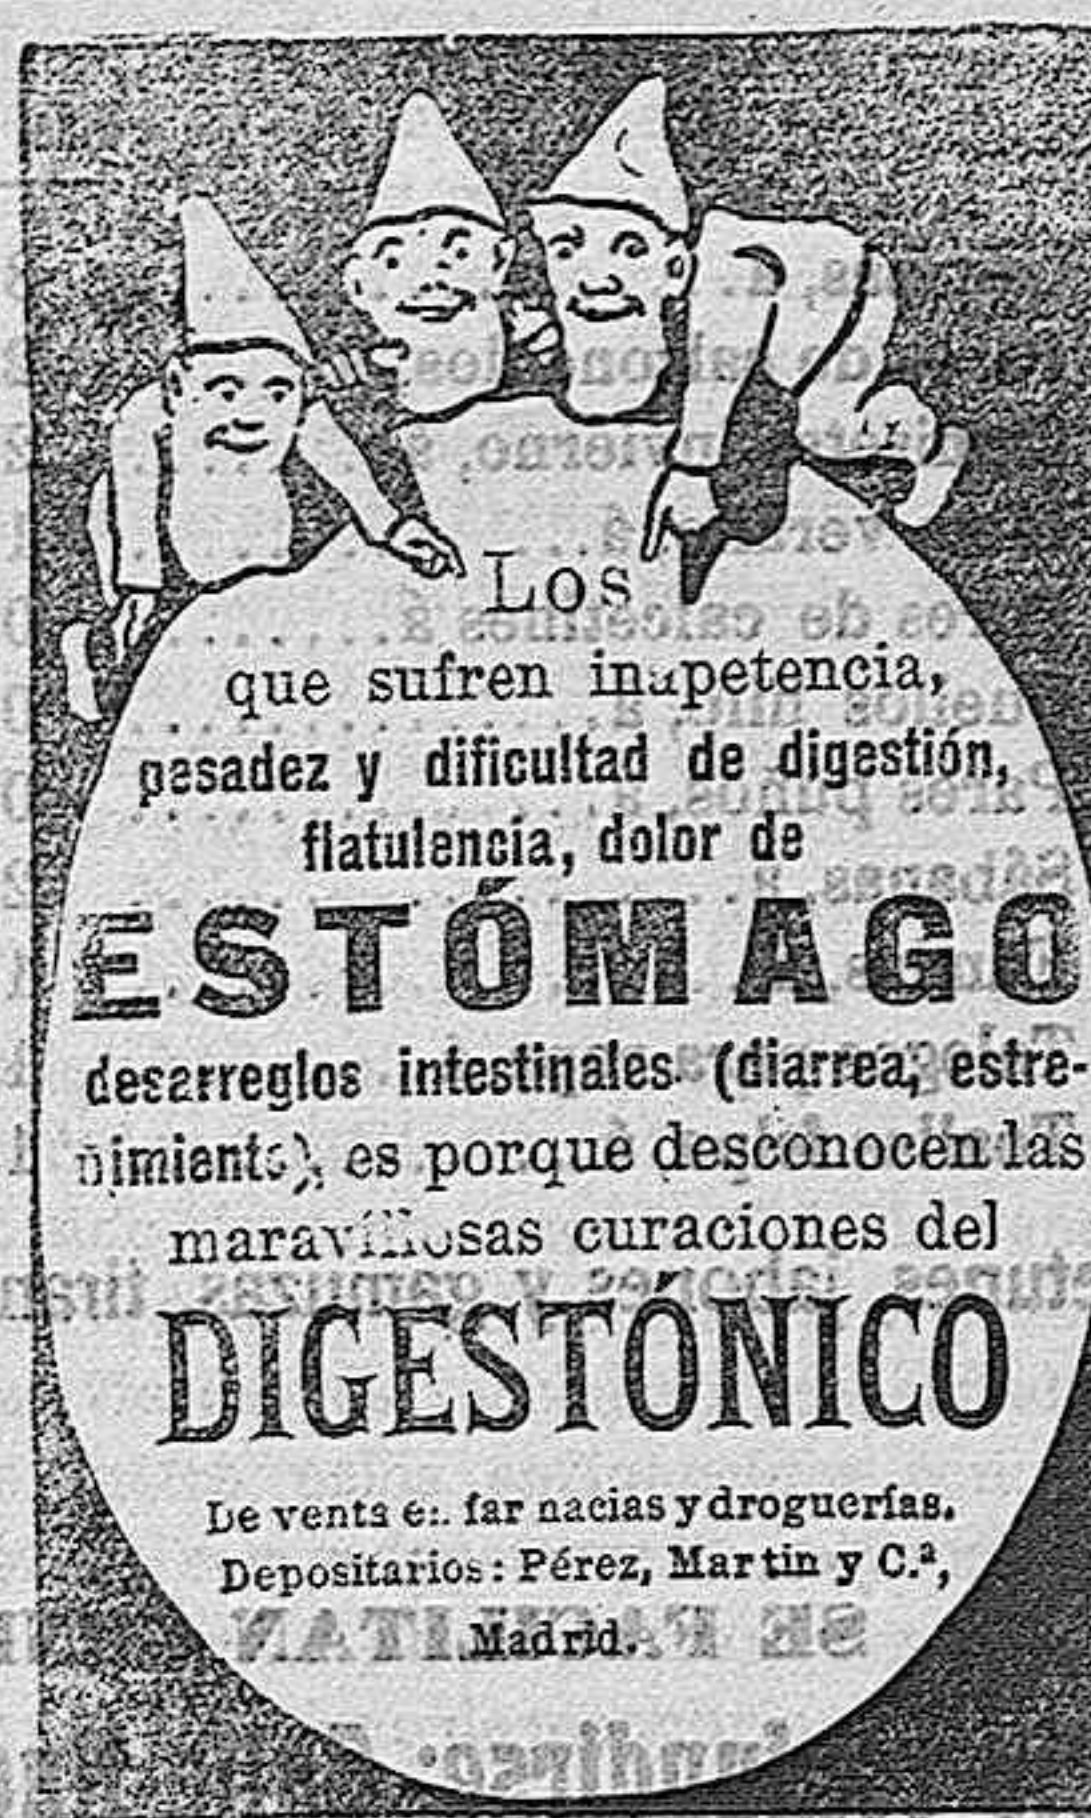 Los
que sufren inapetencia,
pesadez y dificultad de digestión,
flatulencia, dolor de
ESTÓMAGO
desarreglos intestinales (diarrea, estre-
ñimiento), es porque desconocen las
maravillosas curaciones del
DIGESTÓNICO
De venta en farmacias y droguerías.
Depositarios: Pérez, Martin y C.ª,
Madrid.